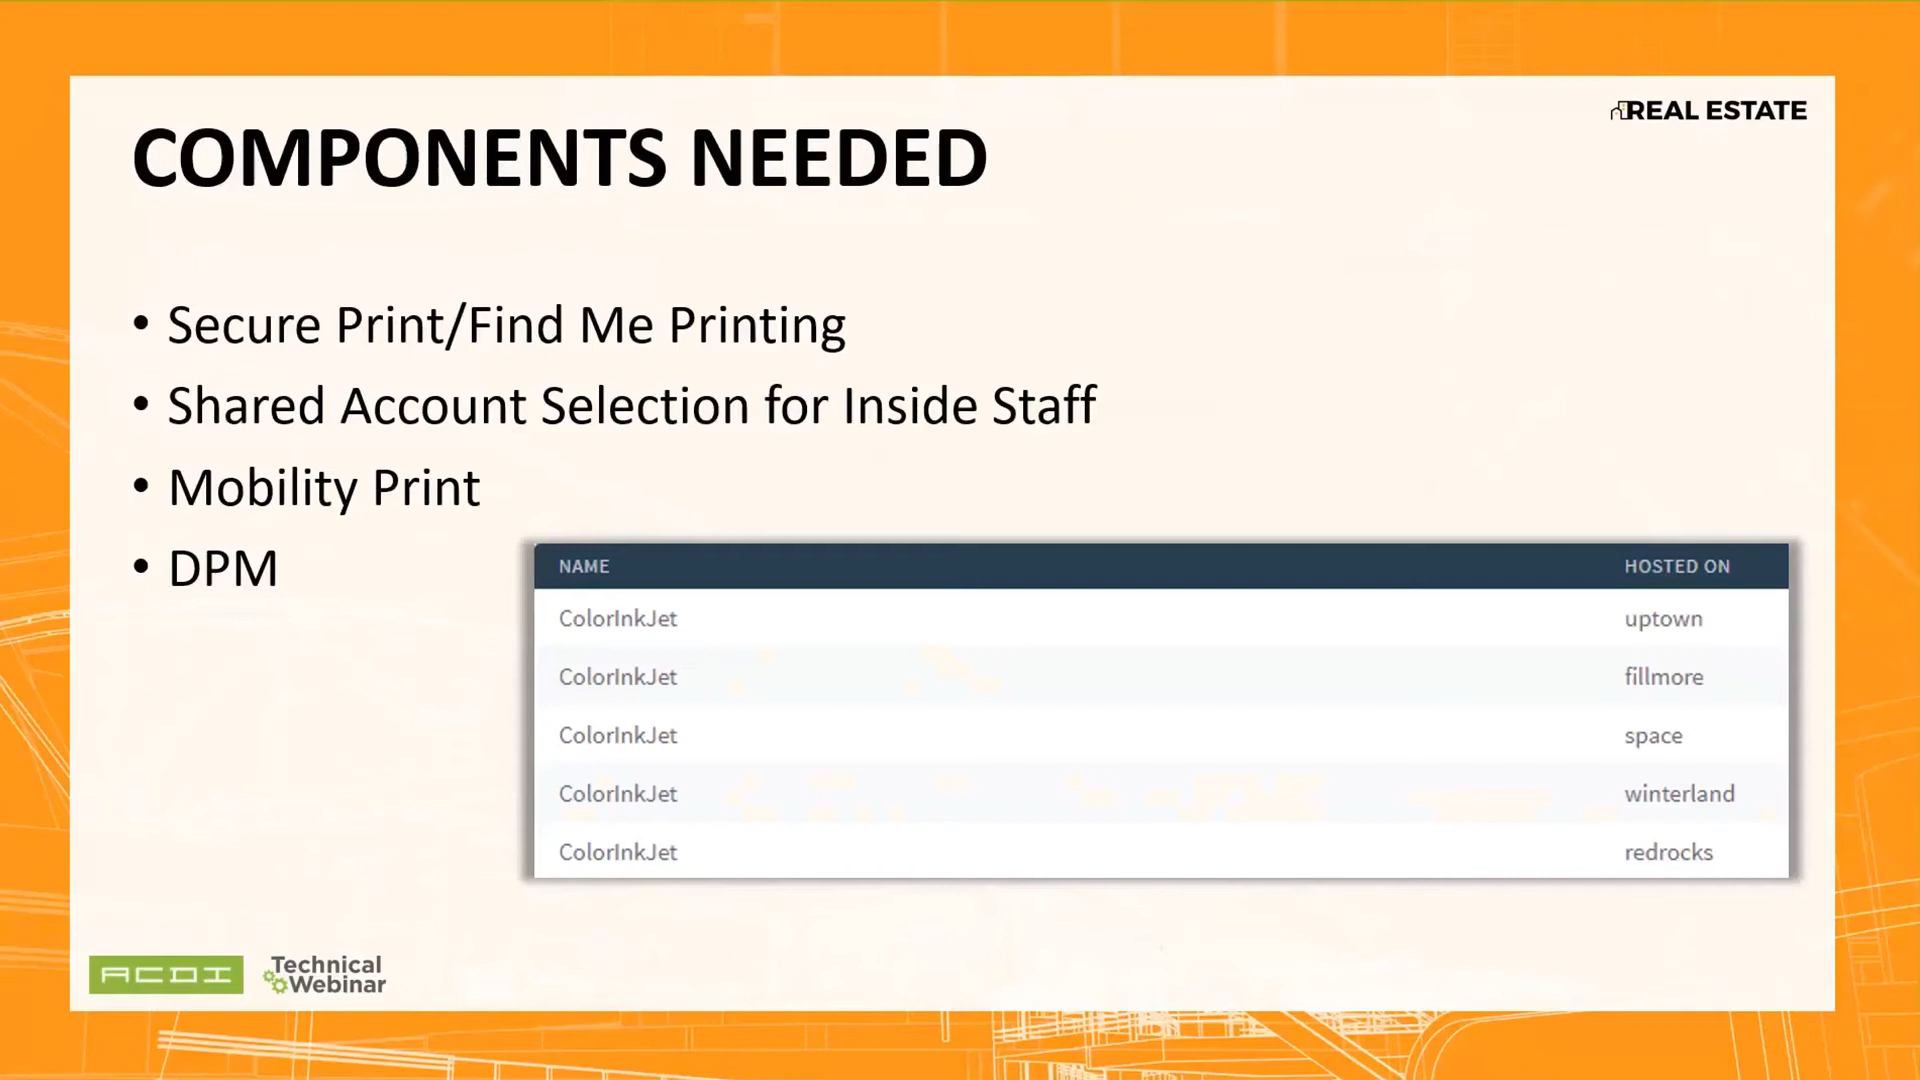 REAL ESTATE
COMPONENTS NEEDED
• Secure Print/Find Me Printing
• Shared Account Selection for Inside Staff
• Mobility Print
• DPM
NAME HOSTED ON
ColorInkJet uptown
ColorInkJet fillmore
ColorInkJet space
ColorInkJet winterland
ColorInkJet redrocks
ACDI
Technical
Webinar